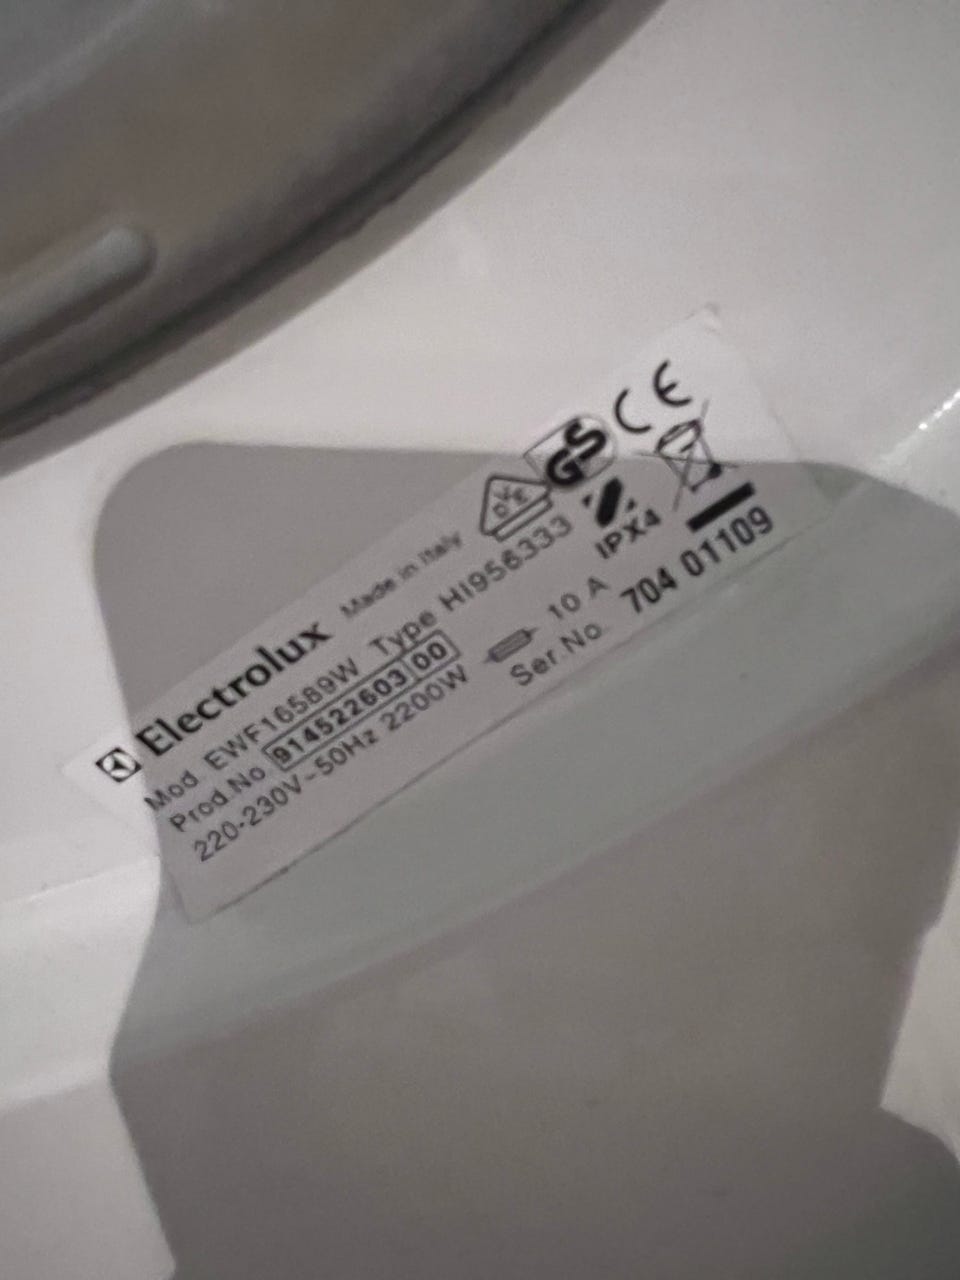 Electrolux Made in Italy DVE GS CE
Mod. EWF16589W Type HI956333 IPX4
Prod.No. 914522603 00 10 A
220-230V~50Hz 2200W Ser.No. 704 01109